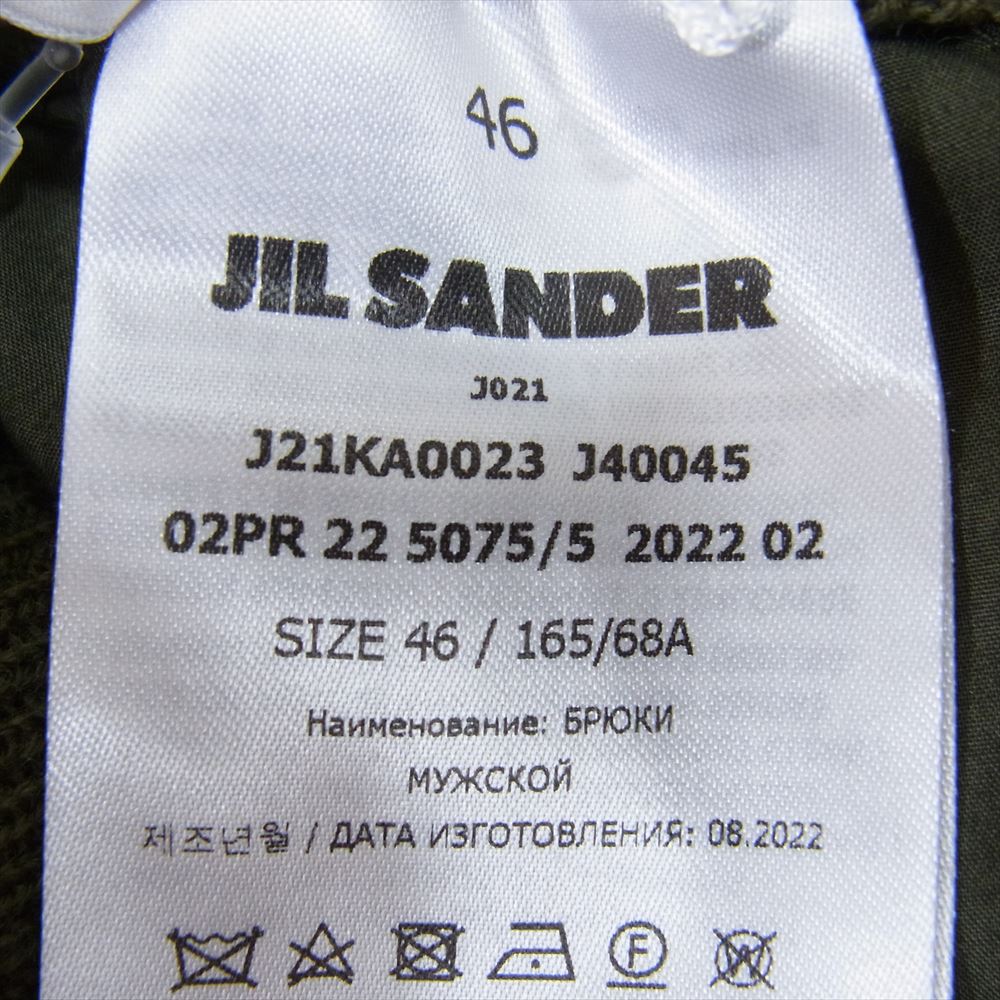 46
JIL SANDER
J021
J21KA0023 J40045
02PR 22 5075/5 2022 02
SIZE 46 / 165/68A
Наименование: БРЮКИ
МУЖСКОЙ
제조년월 / ДАТА ИЗГОТОВЛЕНИЯ: 08.2022
F
W